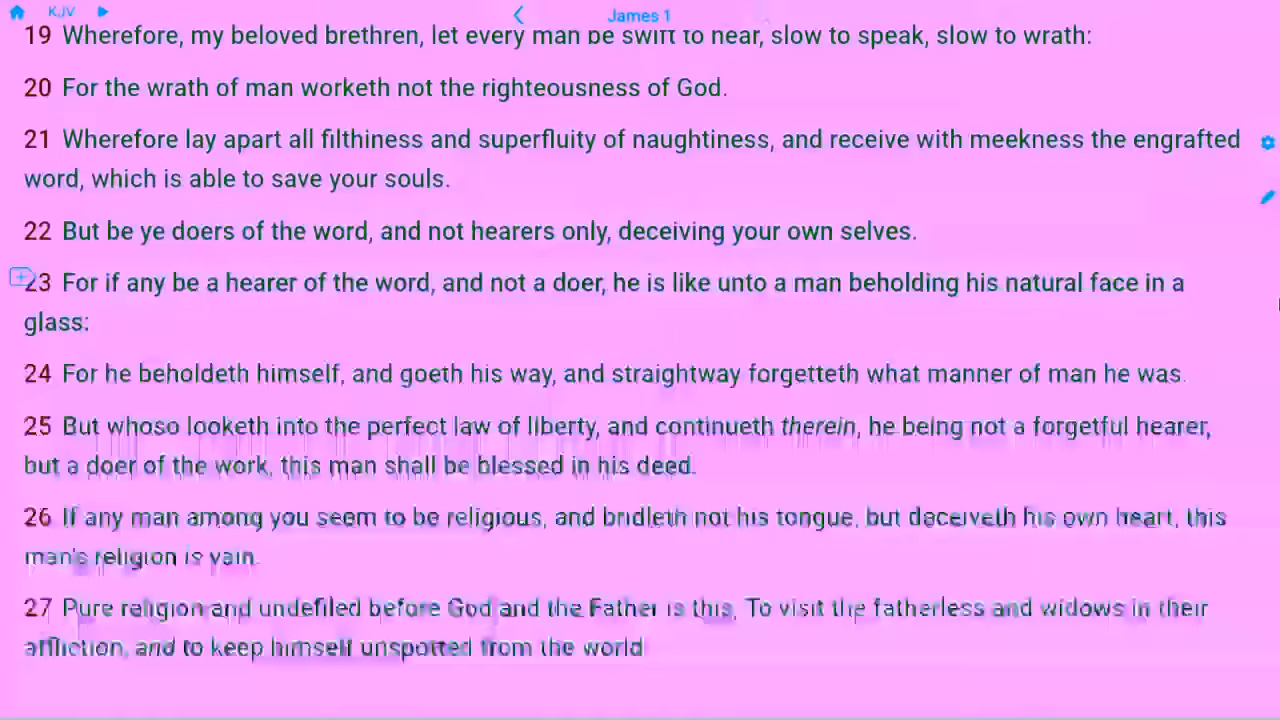 KJV
James 1
19 Wherefore, my beloved brethren, let every man be swift to hear, slow to speak, slow to wrath:
20 For the wrath of man worketh not the righteousness of God.
21 Wherefore lay apart all filthiness and superfluity of naughtiness, and receive with meekness the engrafted
word, which is able to save your souls.
22 But be ye doers of the word, and not hearers only, deceiving your own selves.
23 For if any be a hearer of the word, and not a doer, he is like unto a man beholding his natural face in a
glass:
24 For he beholdeth himself, and goeth his way, and straightway forgetteth what manner of man he was.
25 But whoso looketh into the perfect law of liberty, and continueth therein, he being not a forgetful hearer,
but a doer of the work, this man shall be blessed in his deed.
26 If any man among you seem to be religious, and bridleth not his tongue, but deceiveth his own heart, this
man's religion is vain.
27 Pure religion and undefiled before God and the Father is this, To visit the fatherless and widows in their
affliction, and to keep himself unspotted from the world